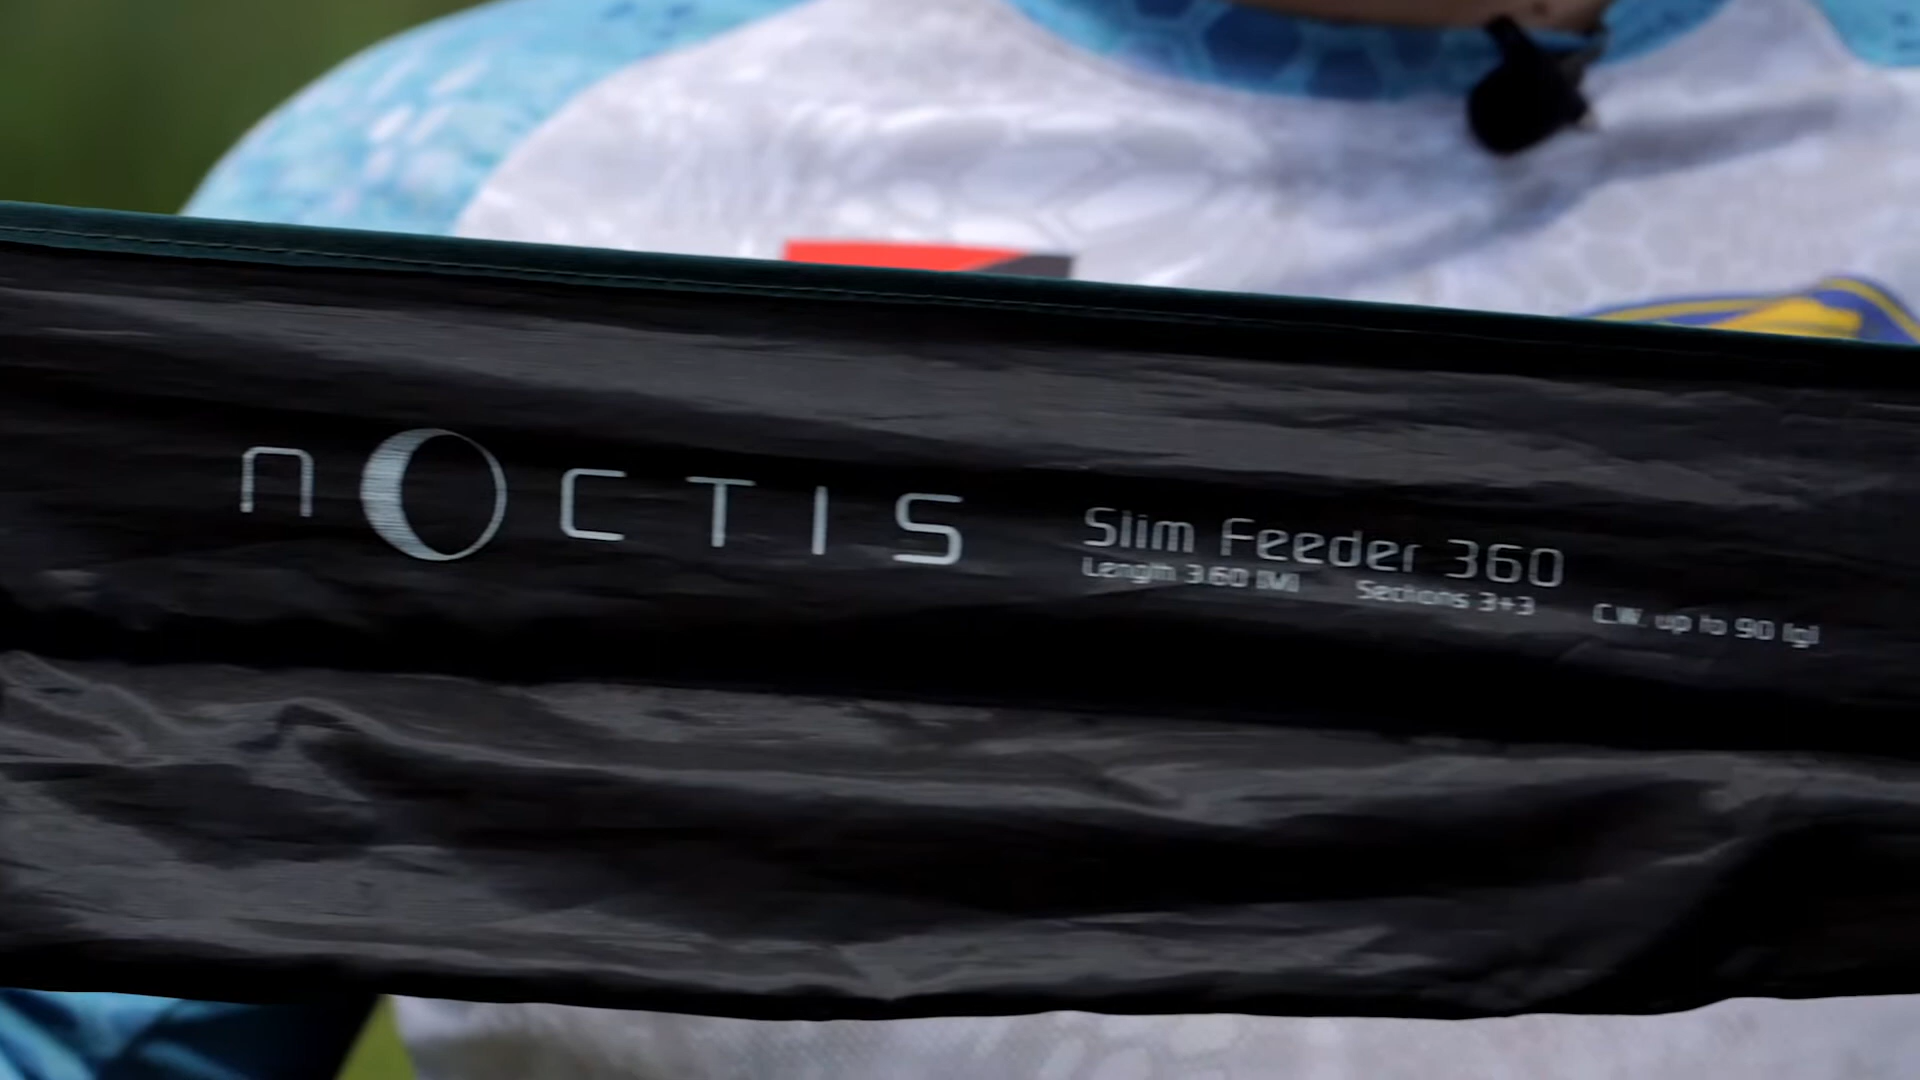 nOCTIS
Slim Feeder 360
Length 3.60 [M] Sections 3+3 C.W. up to 90 [g]